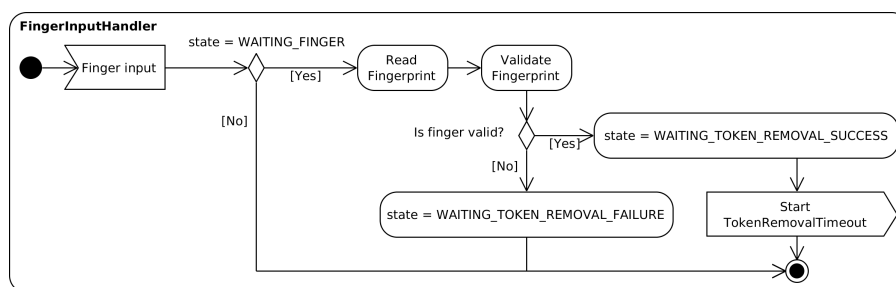 FingerInputHandler
state = WAITING_FINGER
Finger input
[Yes]
Read
Fingerprint
Validate
Fingerprint
[No]
Is finger valid?
[Yes]
state = WAITING_TOKEN_REMOVAL_SUCCESS
[No]
state = WAITING_TOKEN_REMOVAL_FAILURE
Start
TokenRemovalTimeout